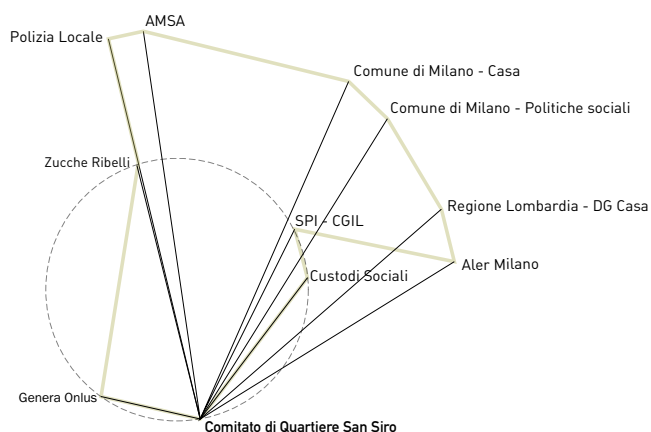 AMSA
Polizia Locale
Comune di Milano - Casa
Comune di Milano - Politiche sociali
Zucche Ribelli
Regione Lombardia - DG Casa
SPI - CGIL
Aler Milano
Custodi Sociali
Genera Onlus
Comitato di Quartiere San Siro